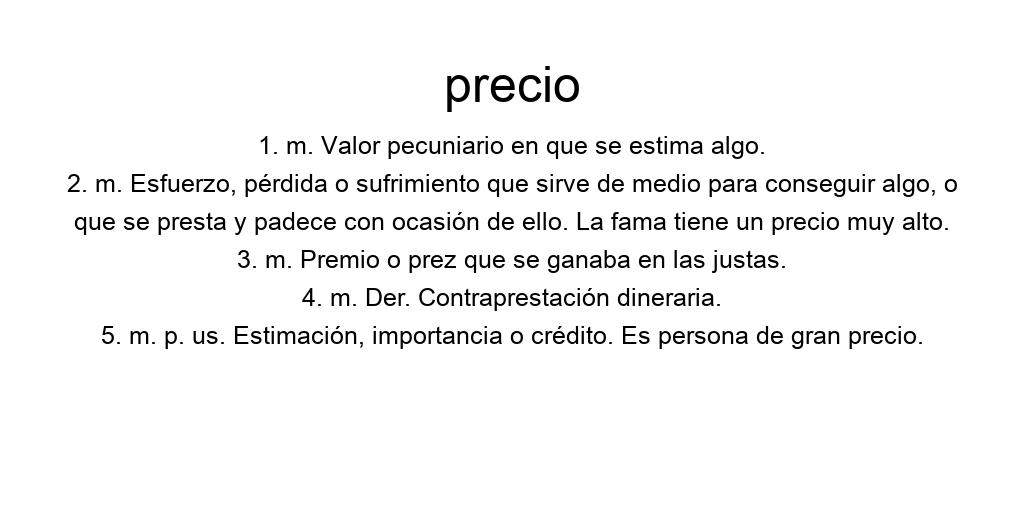 precio
1. m. Valor pecuniario en que se estima algo.
2. m. Esfuerzo, pérdida o sufrimiento que sirve de medio para conseguir algo, o
que se presta y padece con ocasión de ello. La fama tiene un precio muy alto.
3. m. Premio o prez que se ganaba en las justas.
4. m. Der. Contraprestación dineraria.
5. m. p. us. Estimación, importancia o crédito. Es persona de gran precio.